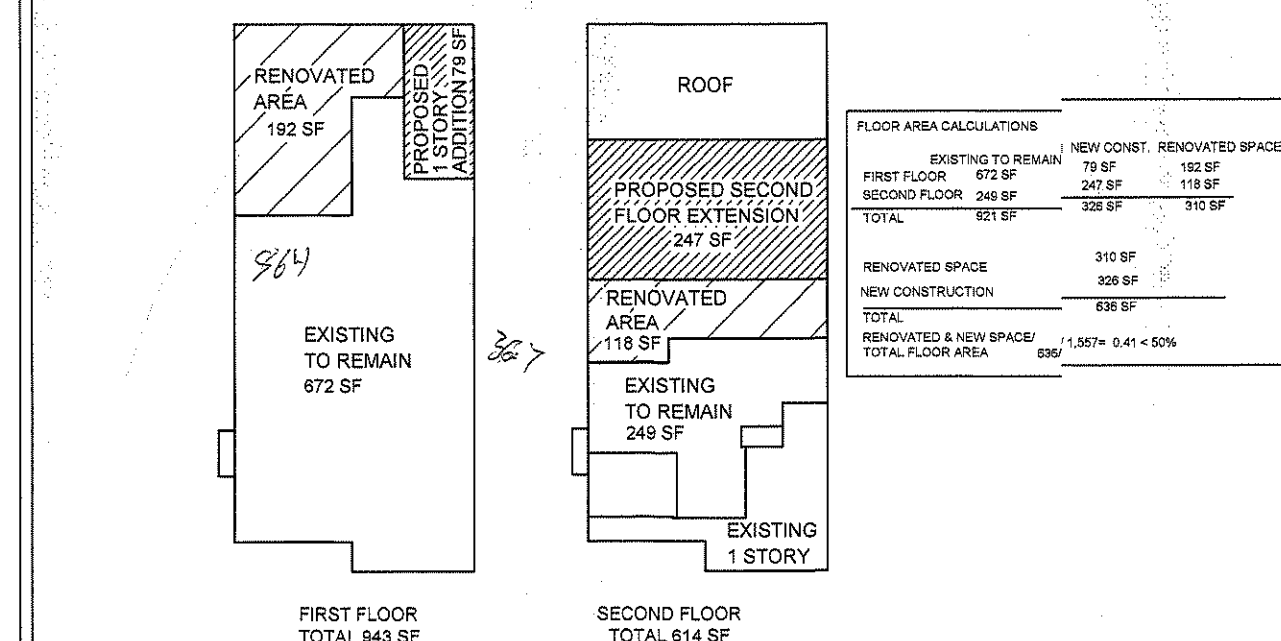 RENOVATED
AREA
192 SF
PROPOSED
1 STORY
ADDITION 79 SF
964
EXISTING
TO REMAIN
672 SF
FIRST FLOOR
TOTAL 943 SF
367
ROOF
PROPOSED SECOND
FLOOR EXTENSION
247 SF
RENOVATED
AREA
118 SF
EXISTING
TO REMAIN
249 SF
EXISTING
1 STORY
SECOND FLOOR
TOTAL 614 SF
FLOOR AREA CALCULATIONS
EXISTING TO REMAIN NEW CONST. RENOVATED SPACE
FIRST FLOOR 672 SF 79 SF 192 SF
SECOND FLOOR 249 SF 247 SF 118 SF
TOTAL 921 SF 326 SF 310 SF
RENOVATED SPACE 310 SF
NEW CONSTRUCTION 326 SF
TOTAL 636 SF
RENOVATED & NEW SPACE/
TOTAL FLOOR AREA 636/ 1,557= 0.41 < 50%